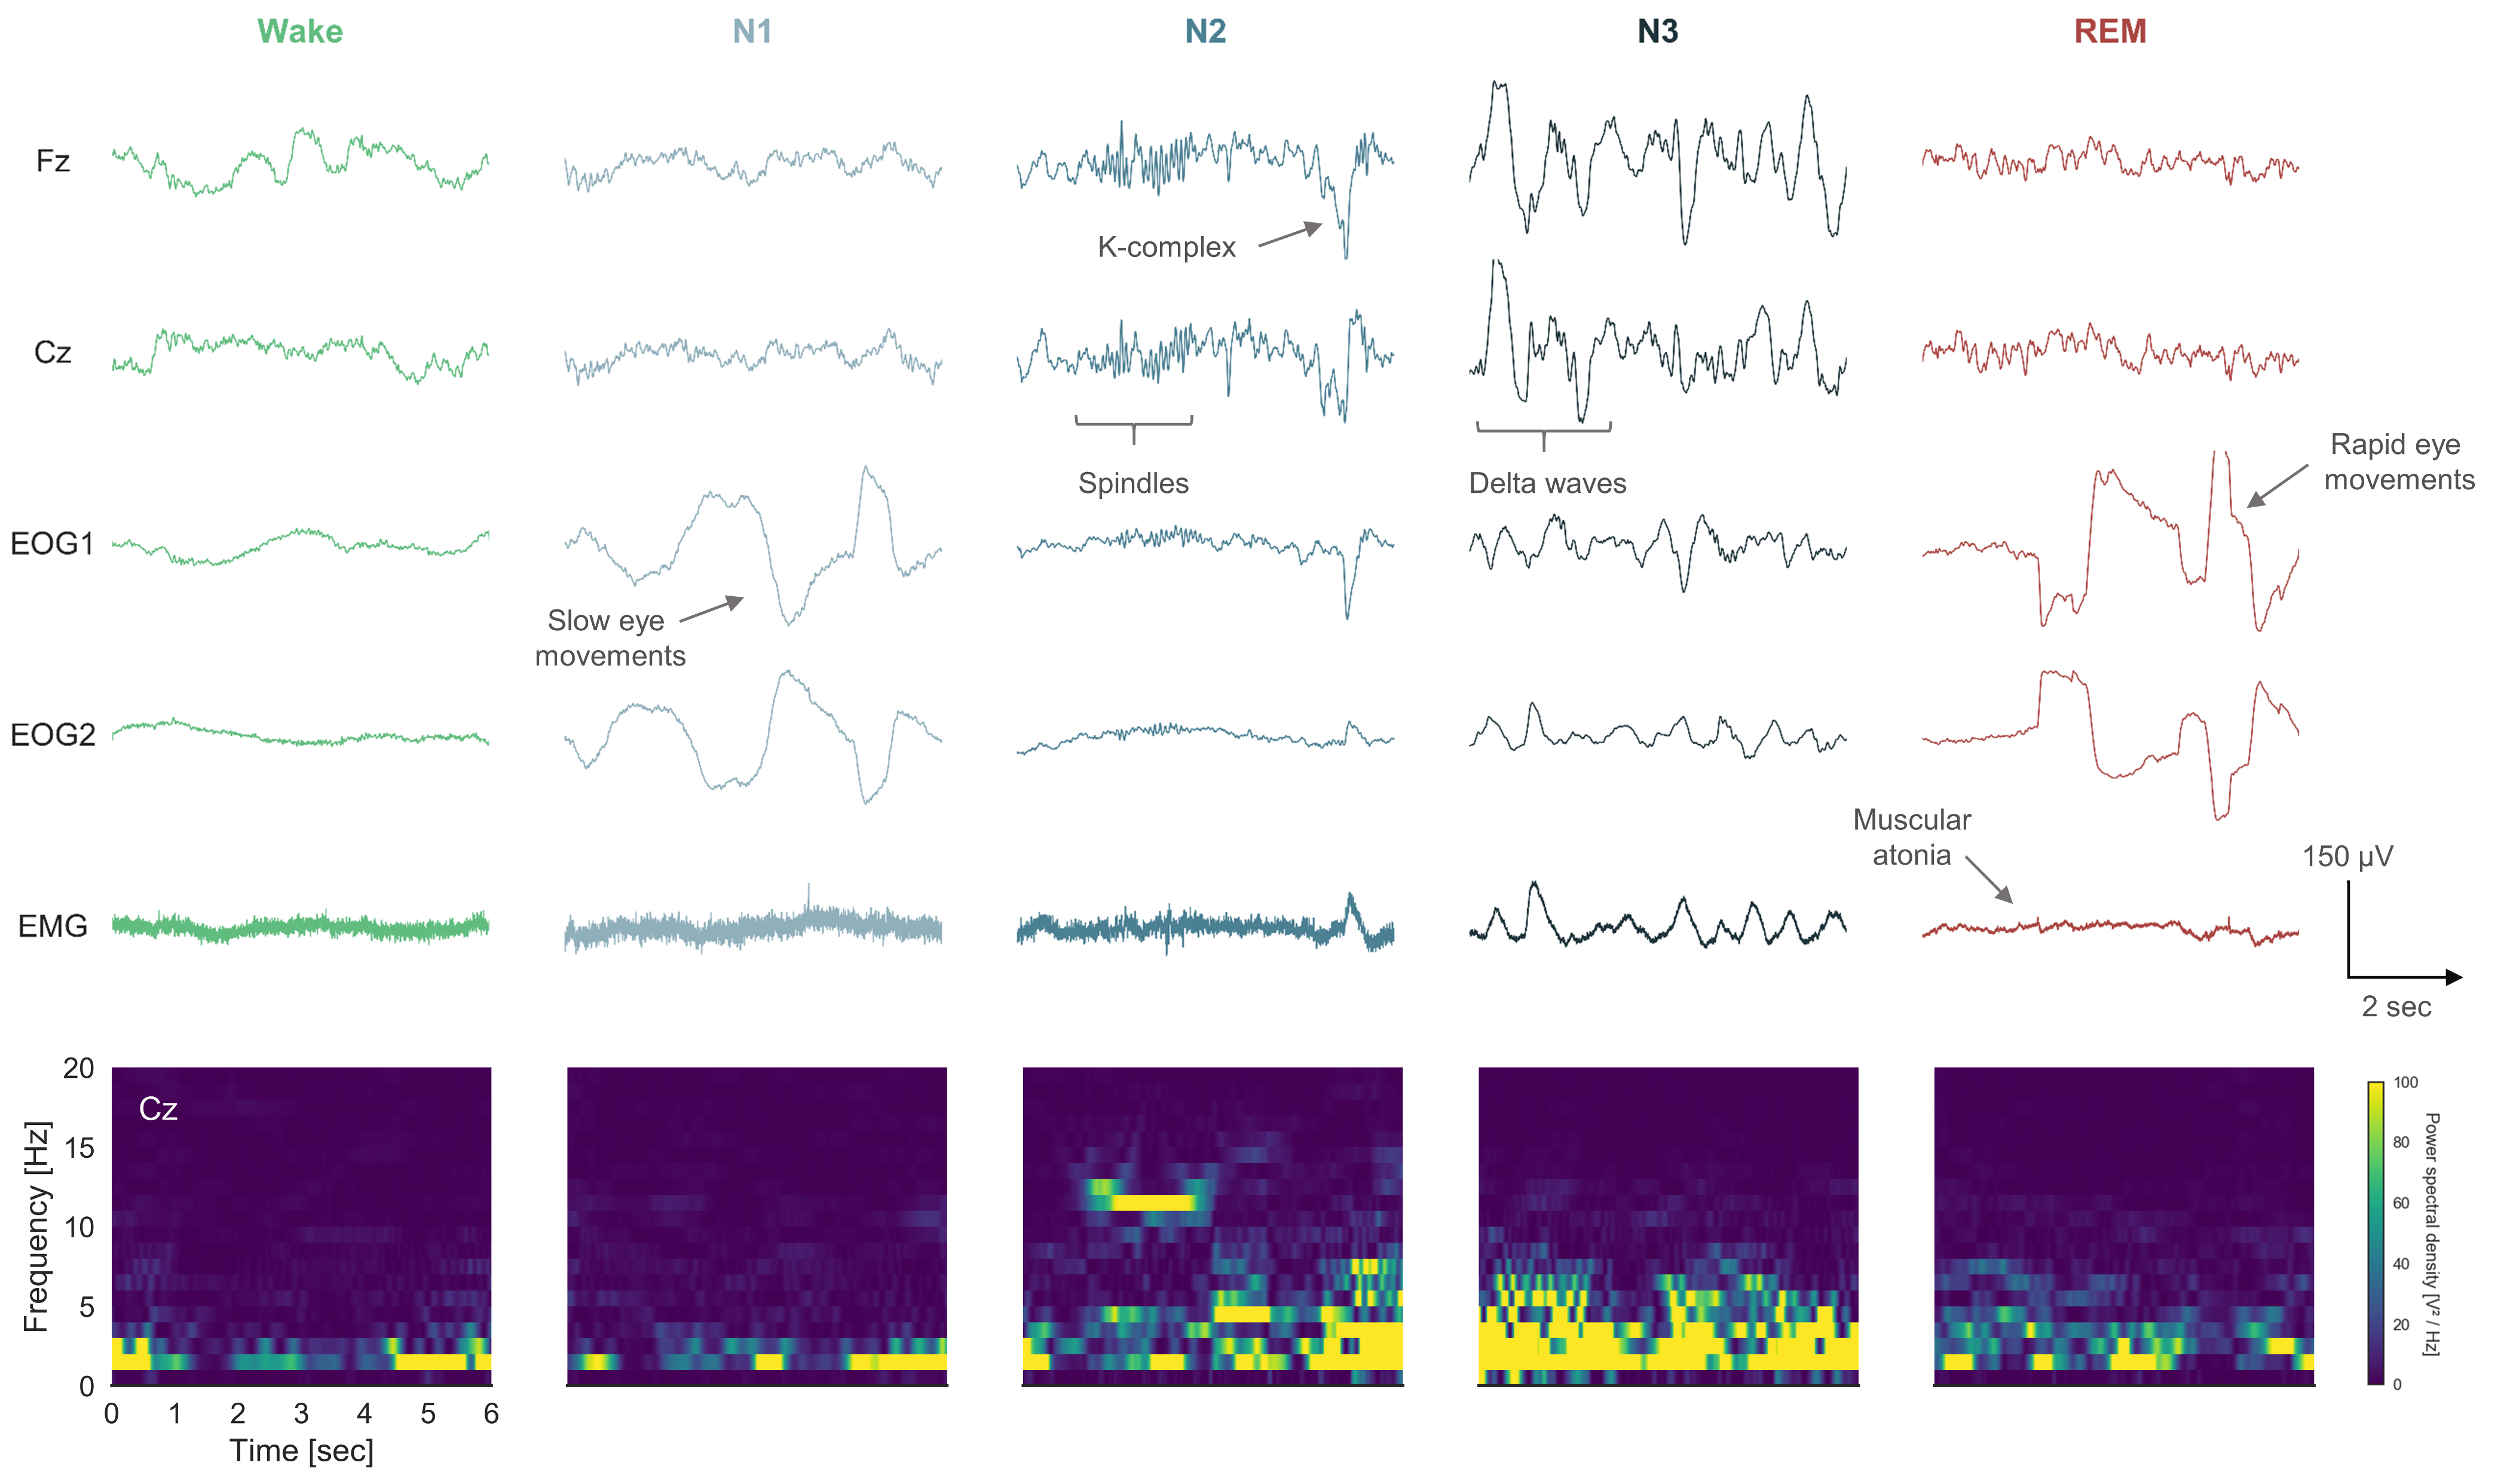 Wake N1 N2 N3 REM
Fz
K-complex
Cz
Rapid eye
movements
Spindles
Delta waves
EOG1
Slow eye
movements
EOG2
Muscular
atonia
150 µV
EMG
2 sec
20
15
10
5
0
Frequency [Hz]
Cz
0 1 2 3 4 5 6
Time [sec]
100
80
60
40
20
0
Power spectral density [V² / Hz]